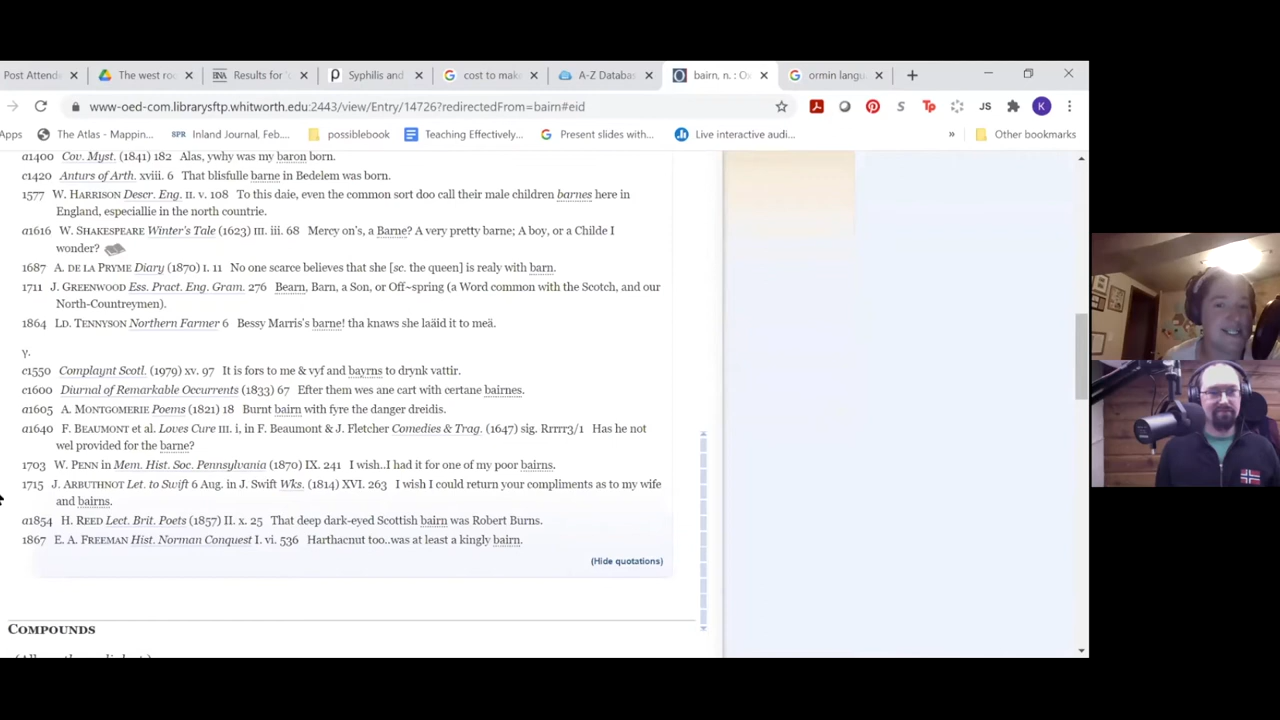 Post Attend
The west ro
Results for "
Syphilis and
cost to make
A-Z Databas
bairn, n. : Ox
ormin langu
www-oed-com.librarysftp.whitworth.edu:2443/view/Entry/14726?redirectedFrom=bairn#eid
JS
K
Apps
The Atlas - Mappin...
SPR Inland Journal, Feb....
possiblebook
Teaching Effectively...
Present slides with...
Live interactive audi...
»
Other bookmarks
a1400 Cov. Myst. (1841) 182 Alas, ywhy was my baron born.
c1420 Anturs of Arth. xviii. 6 That blisfulle barne in Bedelem was born.
1577 W. HARRISON Descr. Eng. II. v. 108 To this daie, even the common sort doo call their male children barnes here in
England, especiallie in the north countrie.
a1616 W. SHAKESPEARE Winter's Tale (1623) III. iii. 68 Mercy on's, a Barne? A very pretty barne; A boy, or a Childe I
wonder?
1687 A. DE LA PRYME Diary (1870) I. 11 No one scarce believes that she [sc. the queen] is realy with barn.
1711 J. GREENWOOD Ess. Pract. Eng. Gram. 276 Bearn, Barn, a Son, or Off~spring (a Word common with the Scotch, and our
North-Countreymen).
1864 LD. TENNYSON Northern Farmer 6 Bessy Marris's barne! tha knaws she laäid it to meä.
γ.
c1550 Complaynt Scotl. (1979) xv. 97 It is fors to me & vyf and bayrns to drynk vattir.
c1600 Diurnal of Remarkable Occurrents (1833) 67 Efter them wes ane cart with certane bairnes.
a1605 A. MONTGOMERIE Poems (1821) 18 Burnt bairn with fyre the danger dreidis.
a1640 F. BEAUMONT et al. Loves Cure III. i, in F. Beaumont & J. Fletcher Comedies & Trag. (1647) sig. Rrrrr3/1 Has he not
wel provided for the barne?
1703 W. PENN in Mem. Hist. Soc. Pennsylvania (1870) IX. 241 I wish..I had it for one of my poor bairns.
1715 J. ARBUTHNOT Let. to Swift 6 Aug. in J. Swift Wks. (1814) XVI. 263 I wish I could return your compliments as to my wife
and bairns.
a1854 H. REED Lect. Brit. Poets (1857) II. x. 25 That deep dark-eyed Scottish bairn was Robert Burns.
1867 E. A. FREEMAN Hist. Norman Conquest I. vi. 536 Harthacnut too..was at least a kingly bairn.
(Hide quotations)
COMPOUNDS